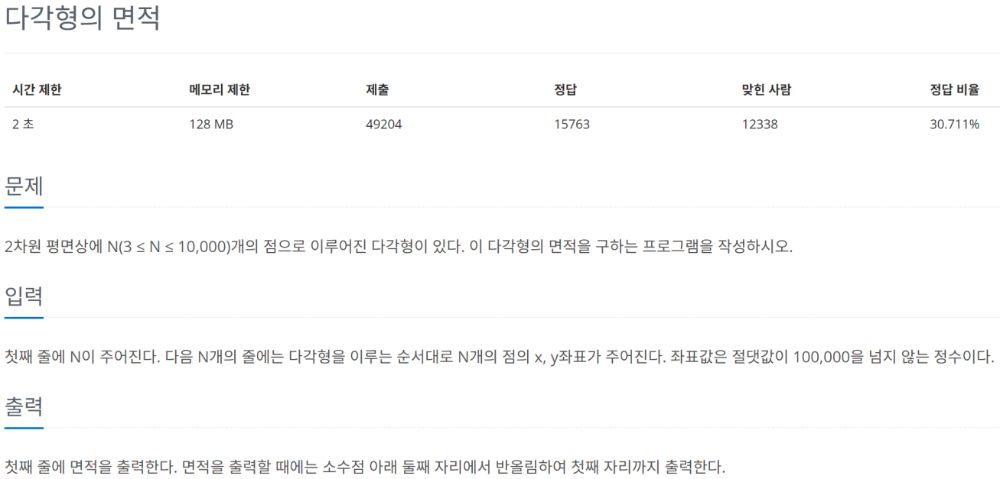 다각형의 면적
시간 제한 메모리 제한 제출 정답 맞힌 사람 정답 비율
2 초 128 MB 49204 15763 12338 30.711%
문제
2차원 평면상에 N(3 ≤ N ≤ 10,000)개의 점으로 이루어진 다각형이 있다. 이 다각형의 면적을 구하는 프로그램을 작성하시오.
입력
첫째 줄에 N이 주어진다. 다음 N개의 줄에는 다각형을 이루는 순서대로 N개의 점의 x, y좌표가 주어진다. 좌표값은 절댓값이 100,000을 넘지 않는 정수이다.
출력
첫째 줄에 면적을 출력한다. 면적을 출력할 때에는 소수점 아래 둘째 자리에서 반올림하여 첫째 자리까지 출력한다.